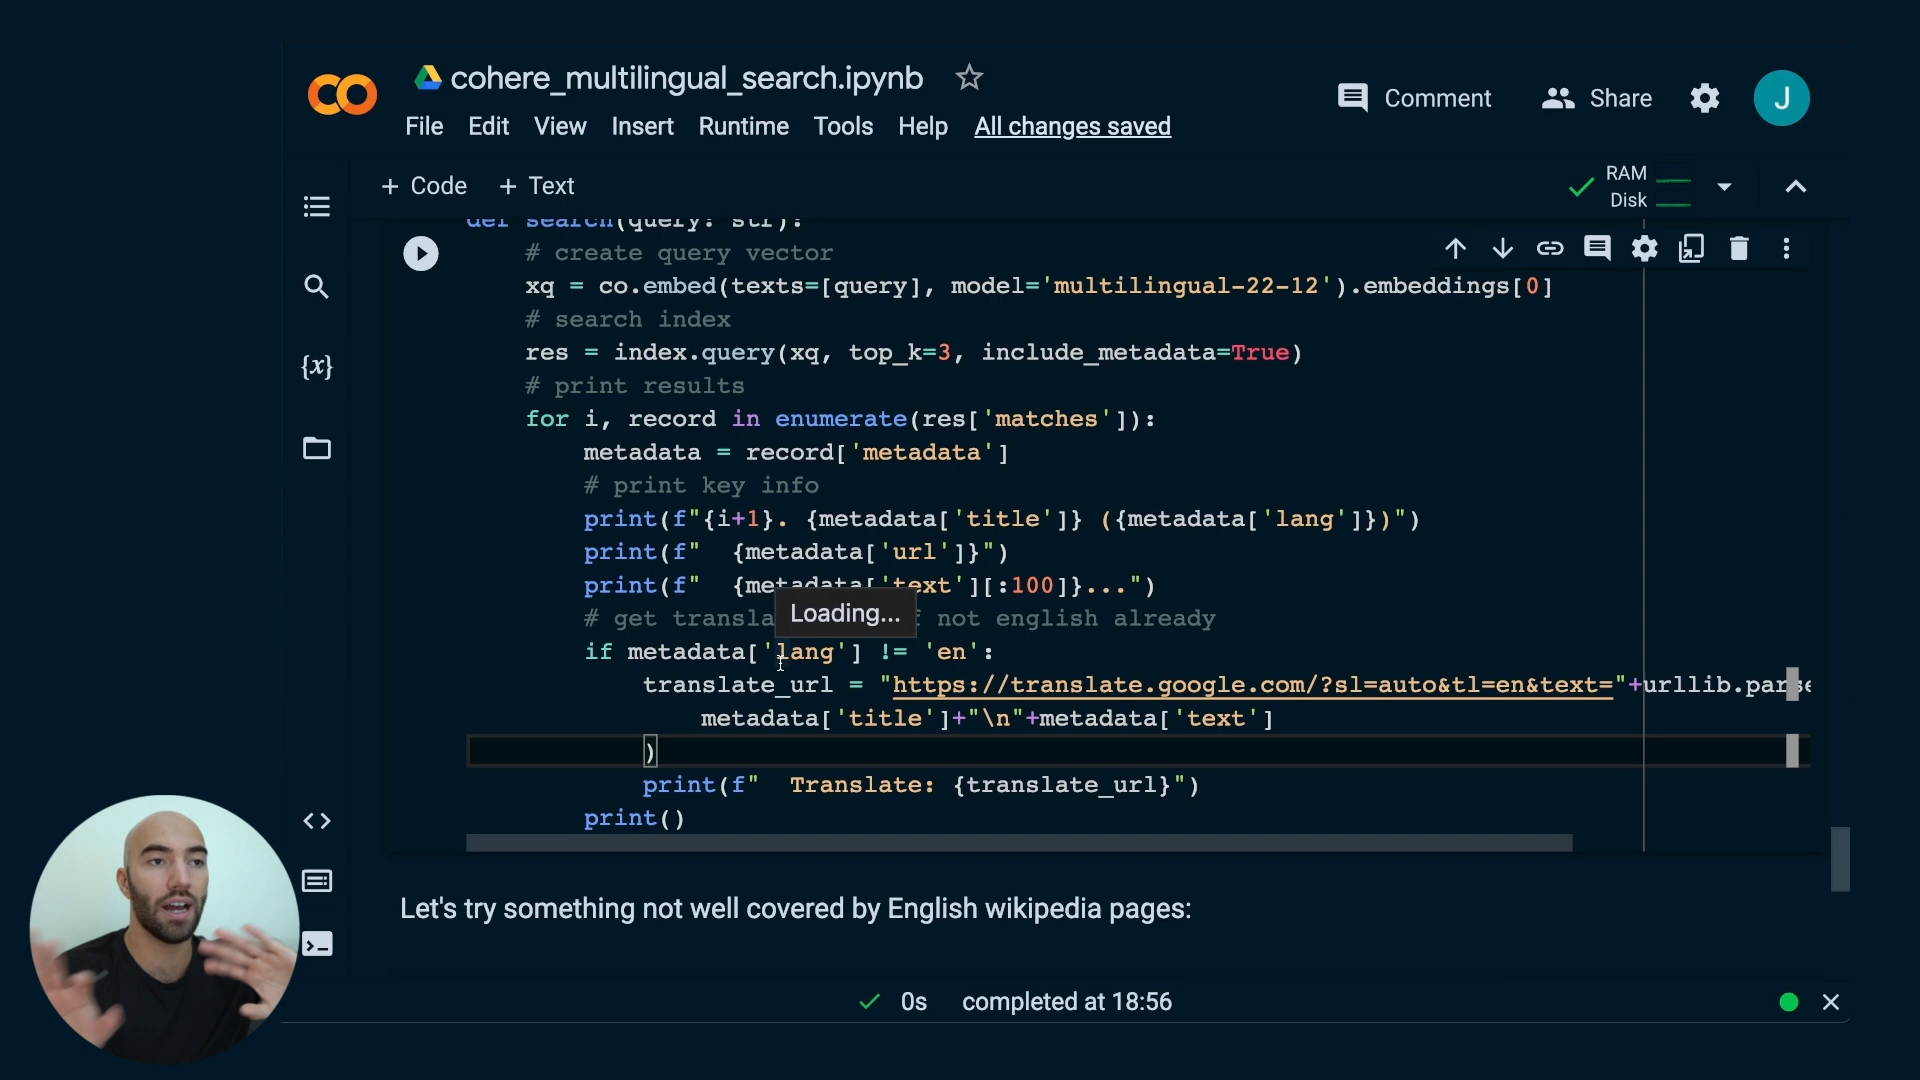 cohere_multilingual_search.ipynb
Comment
Share
J
File Edit View Insert Runtime Tools Help All changes saved
+ Code + Text
RAM
Disk
def search(query: str):
# create query vector
xq = co.embed(texts=[query], model='multilingual-22-12').embeddings[0]
# search index
res = index.query(xq, top_k=3, include_metadata=True)
# print results
for i, record in enumerate(res['matches']):
metadata = record['metadata']
# print key info
print(f"{i+1}. {metadata['title']} ({metadata['lang']})")
print(f"  {metadata['url']}")
print(f"  {metadata['text'][:100]}...")
# get transla
Loading...
not english already
if metadata['lang'] != 'en':
translate_url = "https://translate.google.com/?sl=auto&tl=en&text="+urllib.parse
metadata['title']+"\n"+metadata['text']
)
print(f"  Translate: {translate_url}")
print()
{x}
<>
Let's try something not well covered by English wikipedia pages:
0s completed at 18:56